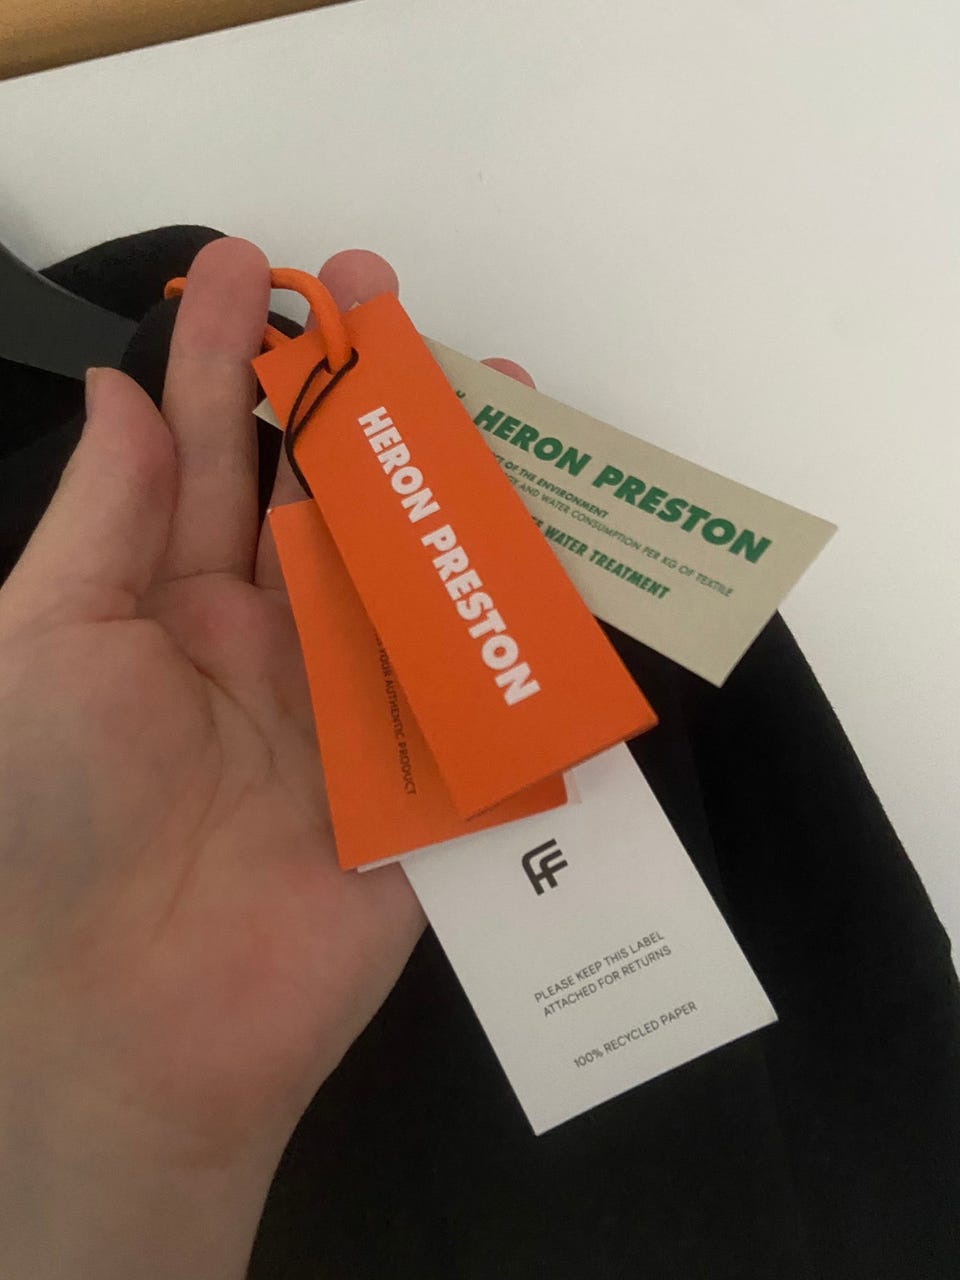 HERON PRESTON
HERON PRESTON
OF THE ENVIRONMENT
AND WATER CONSUMPTION PER KG OF TEXTILE
WATER TREATMENT
YOUR AUTHENTIC PRODUCT
PLEASE KEEP THIS LABEL
ATTACHED FOR RETURNS
100% RECYCLED PAPER